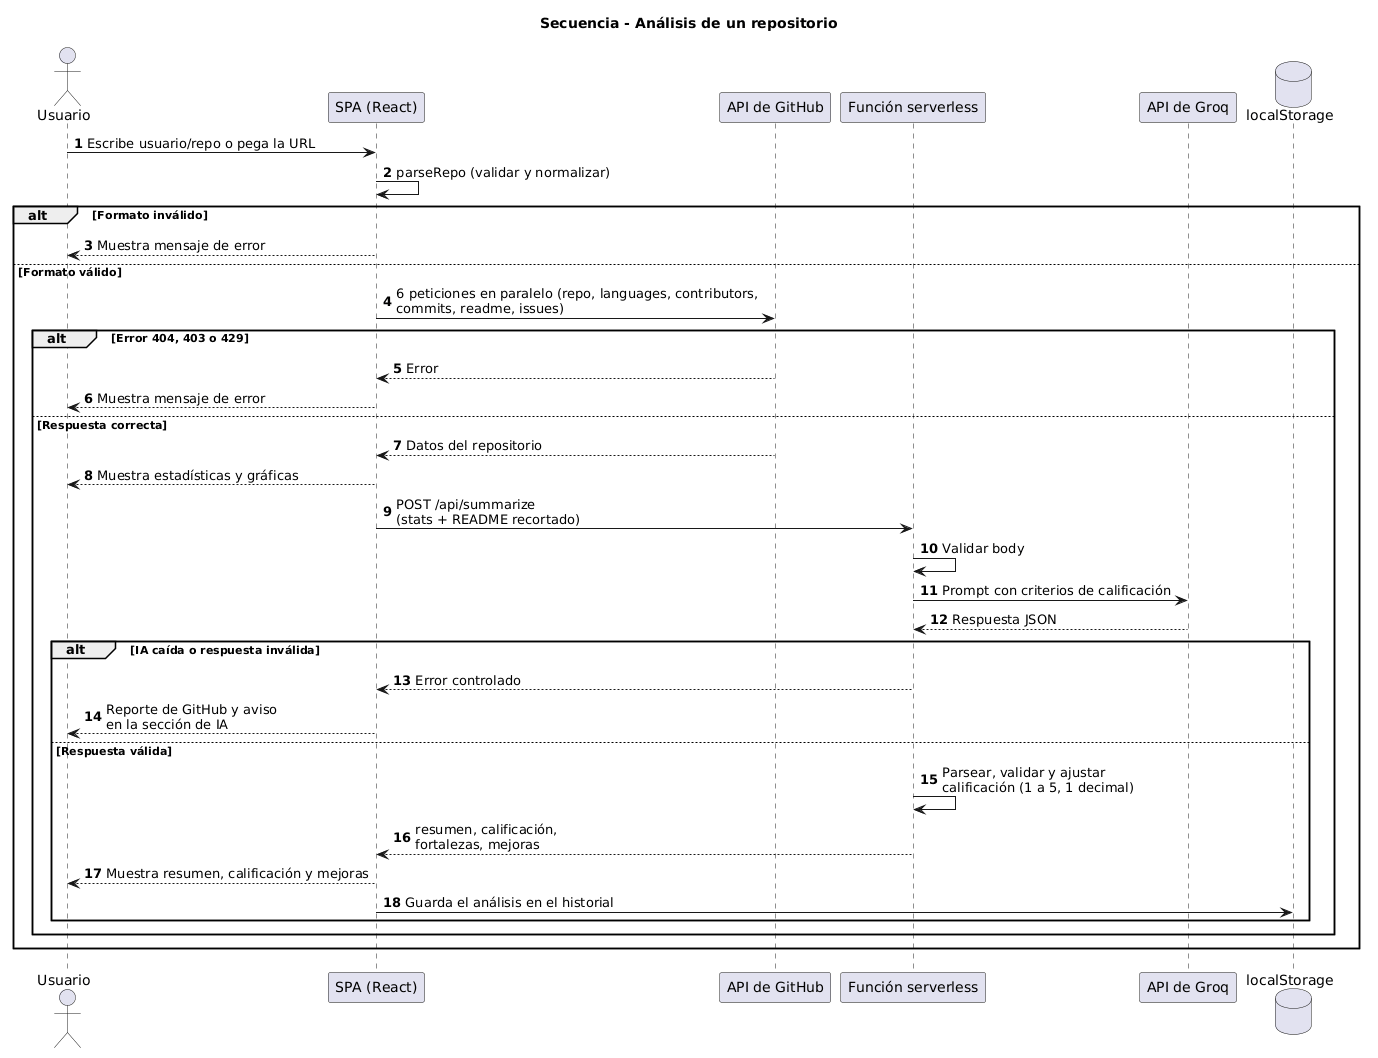 Secuencia - Análisis de un repositorio
Usuario
SPA (React)
API de GitHub
Función serverless
API de Groq
localStorage
1 Escribe usuario/repo o pega la URL
2 parseRepo (validar y normalizar)
alt [Formato inválido]
3 Muestra mensaje de error
[Formato válido]
4 6 peticiones en paralelo (repo, languages, contributors,
commits, readme, issues)
alt [Error 404, 403 o 429]
5 Error
6 Muestra mensaje de error
[Respuesta correcta]
7 Datos del repositorio
8 Muestra estadísticas y gráficas
9 POST /api/summarize
(stats + README recortado)
10 Validar body
11 Prompt con criterios de calificación
12 Respuesta JSON
alt [IA caída o respuesta inválida]
13 Error controlado
14 Reporte de GitHub y aviso
en la sección de IA
[Respuesta válida]
15 Parsear, validar y ajustar
calificación (1 a 5, 1 decimal)
16 resumen, calificación,
fortalezas, mejoras
17 Muestra resumen, calificación y mejoras
18 Guarda el análisis en el historial
Usuario
SPA (React)
API de GitHub
Función serverless
API de Groq
localStorage